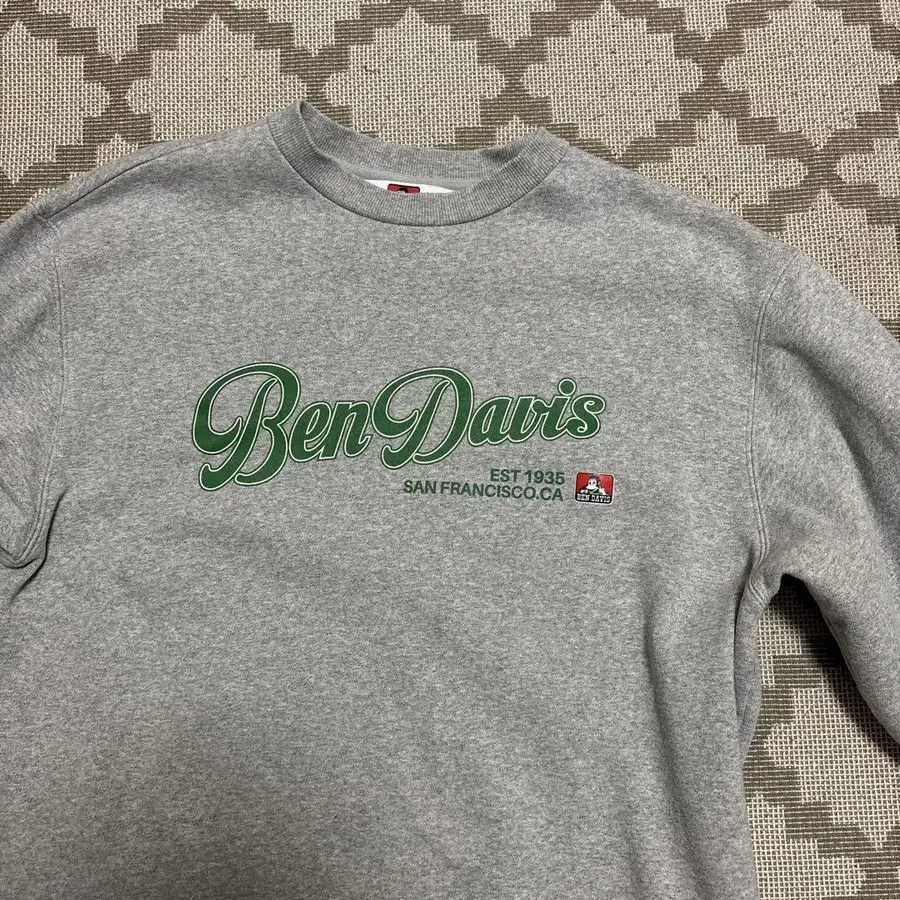 Ben Davis
EST 1935
SAN FRANCISCO.CA
BEN DAVIS